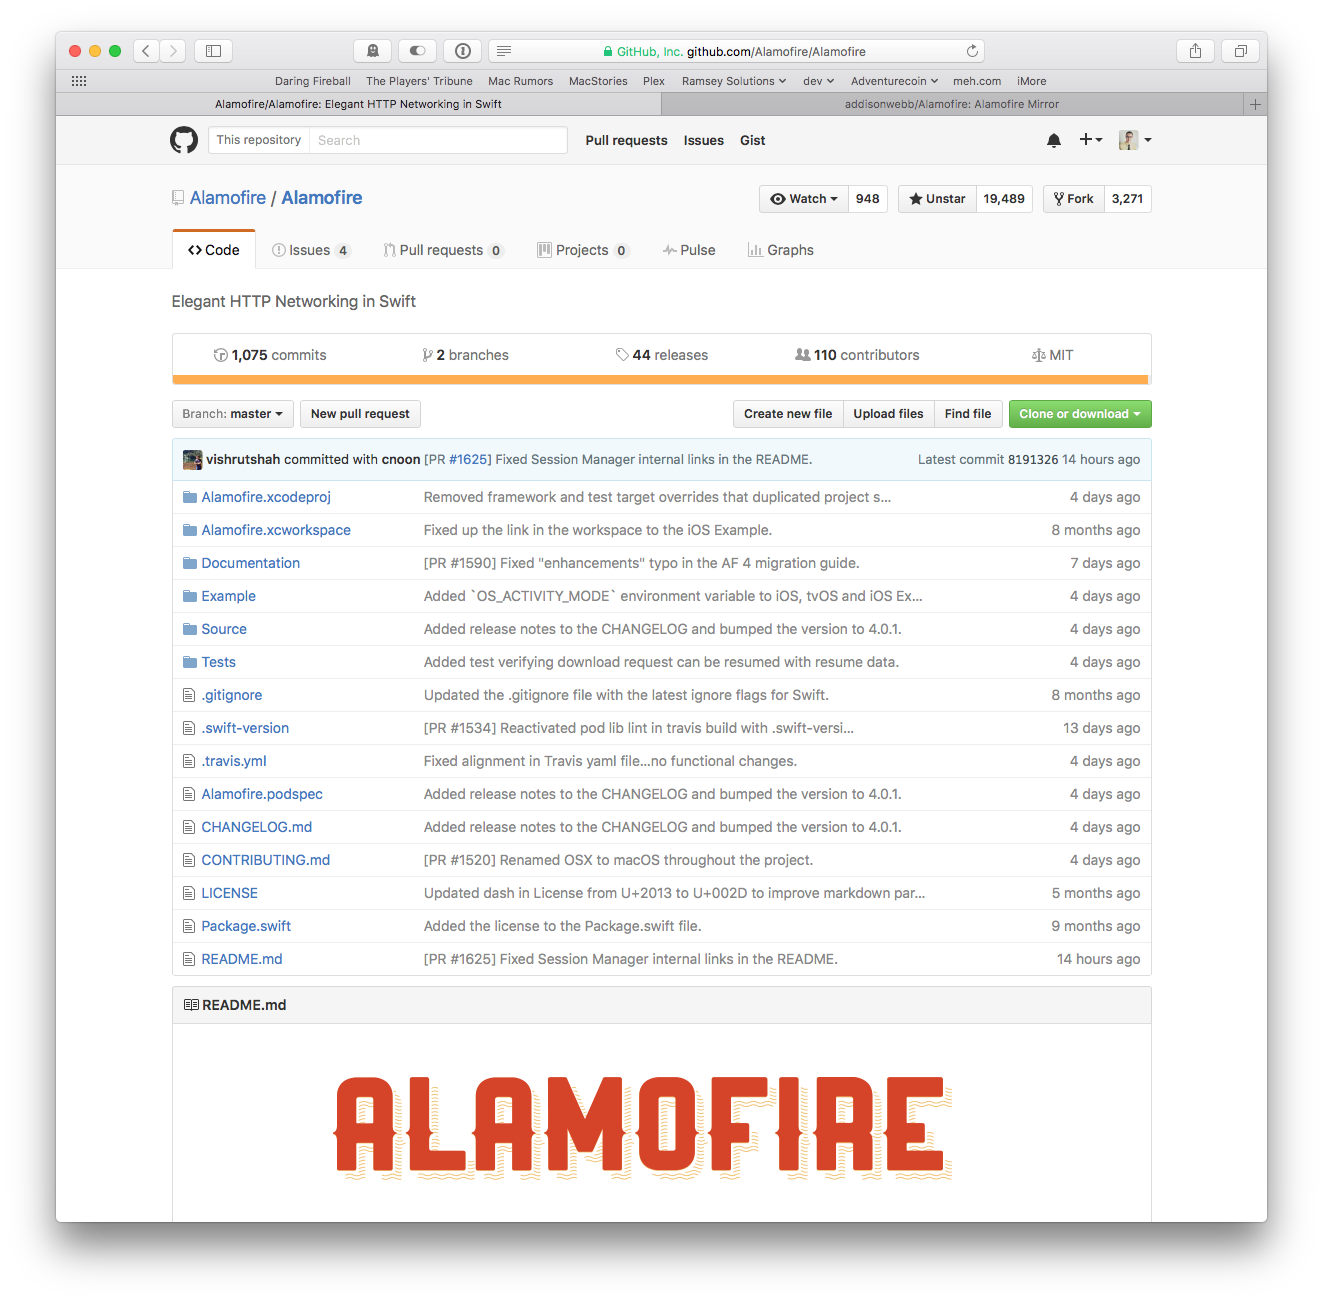 GitHub, Inc. github.com/Alamofire/Alamofire
Daring Fireball The Players' Tribune Mac Rumors MacStories Plex Ramsey Solutions dev Adventurecoin meh.com iMore
Alamofire/Alamofire: Elegant HTTP Networking in Swift addisonwebb/Alamofire: Alamofire Mirror
This repository Search Pull requests Issues Gist
Alamofire / Alamofire Watch 948 Unstar 19,489 Fork 3,271
Code Issues 4 Pull requests 0 Projects 0 Pulse Graphs
Elegant HTTP Networking in Swift
1,075 commits 2 branches 44 releases 110 contributors MIT
Branch: master New pull request Create new file Upload files Find file Clone or download
vishrutshah committed with cnoon [PR #1625] Fixed Session Manager internal links in the README. Latest commit 8191326 14 hours ago
Alamofire.xcodeproj Removed framework and test target overrides that duplicated project s... 4 days ago
Alamofire.xcworkspace Fixed up the link in the workspace to the iOS Example. 8 months ago
Documentation [PR #1590] Fixed "enhancements" typo in the AF 4 migration guide. 7 days ago
Example Added `OS_ACTIVITY_MODE` environment variable to iOS, tvOS and iOS Ex... 4 days ago
Source Added release notes to the CHANGELOG and bumped the version to 4.0.1. 4 days ago
Tests Added test verifying download request can be resumed with resume data. 4 days ago
.gitignore Updated the .gitignore file with the latest ignore flags for Swift. 8 months ago
.swift-version [PR #1534] Reactivated pod lib lint in travis build with .swift-versi... 13 days ago
.travis.yml Fixed alignment in Travis yaml file...no functional changes. 4 days ago
Alamofire.podspec Added release notes to the CHANGELOG and bumped the version to 4.0.1. 4 days ago
CHANGELOG.md Added release notes to the CHANGELOG and bumped the version to 4.0.1. 4 days ago
CONTRIBUTING.md [PR #1520] Renamed OSX to macOS throughout the project. 4 days ago
LICENSE Updated dash in License from U+2013 to U+002D to improve markdown par... 5 months ago
Package.swift Added the license to the Package.swift file. 9 months ago
README.md [PR #1625] Fixed Session Manager internal links in the README. 14 hours ago
README.md
ALAMOFIRE